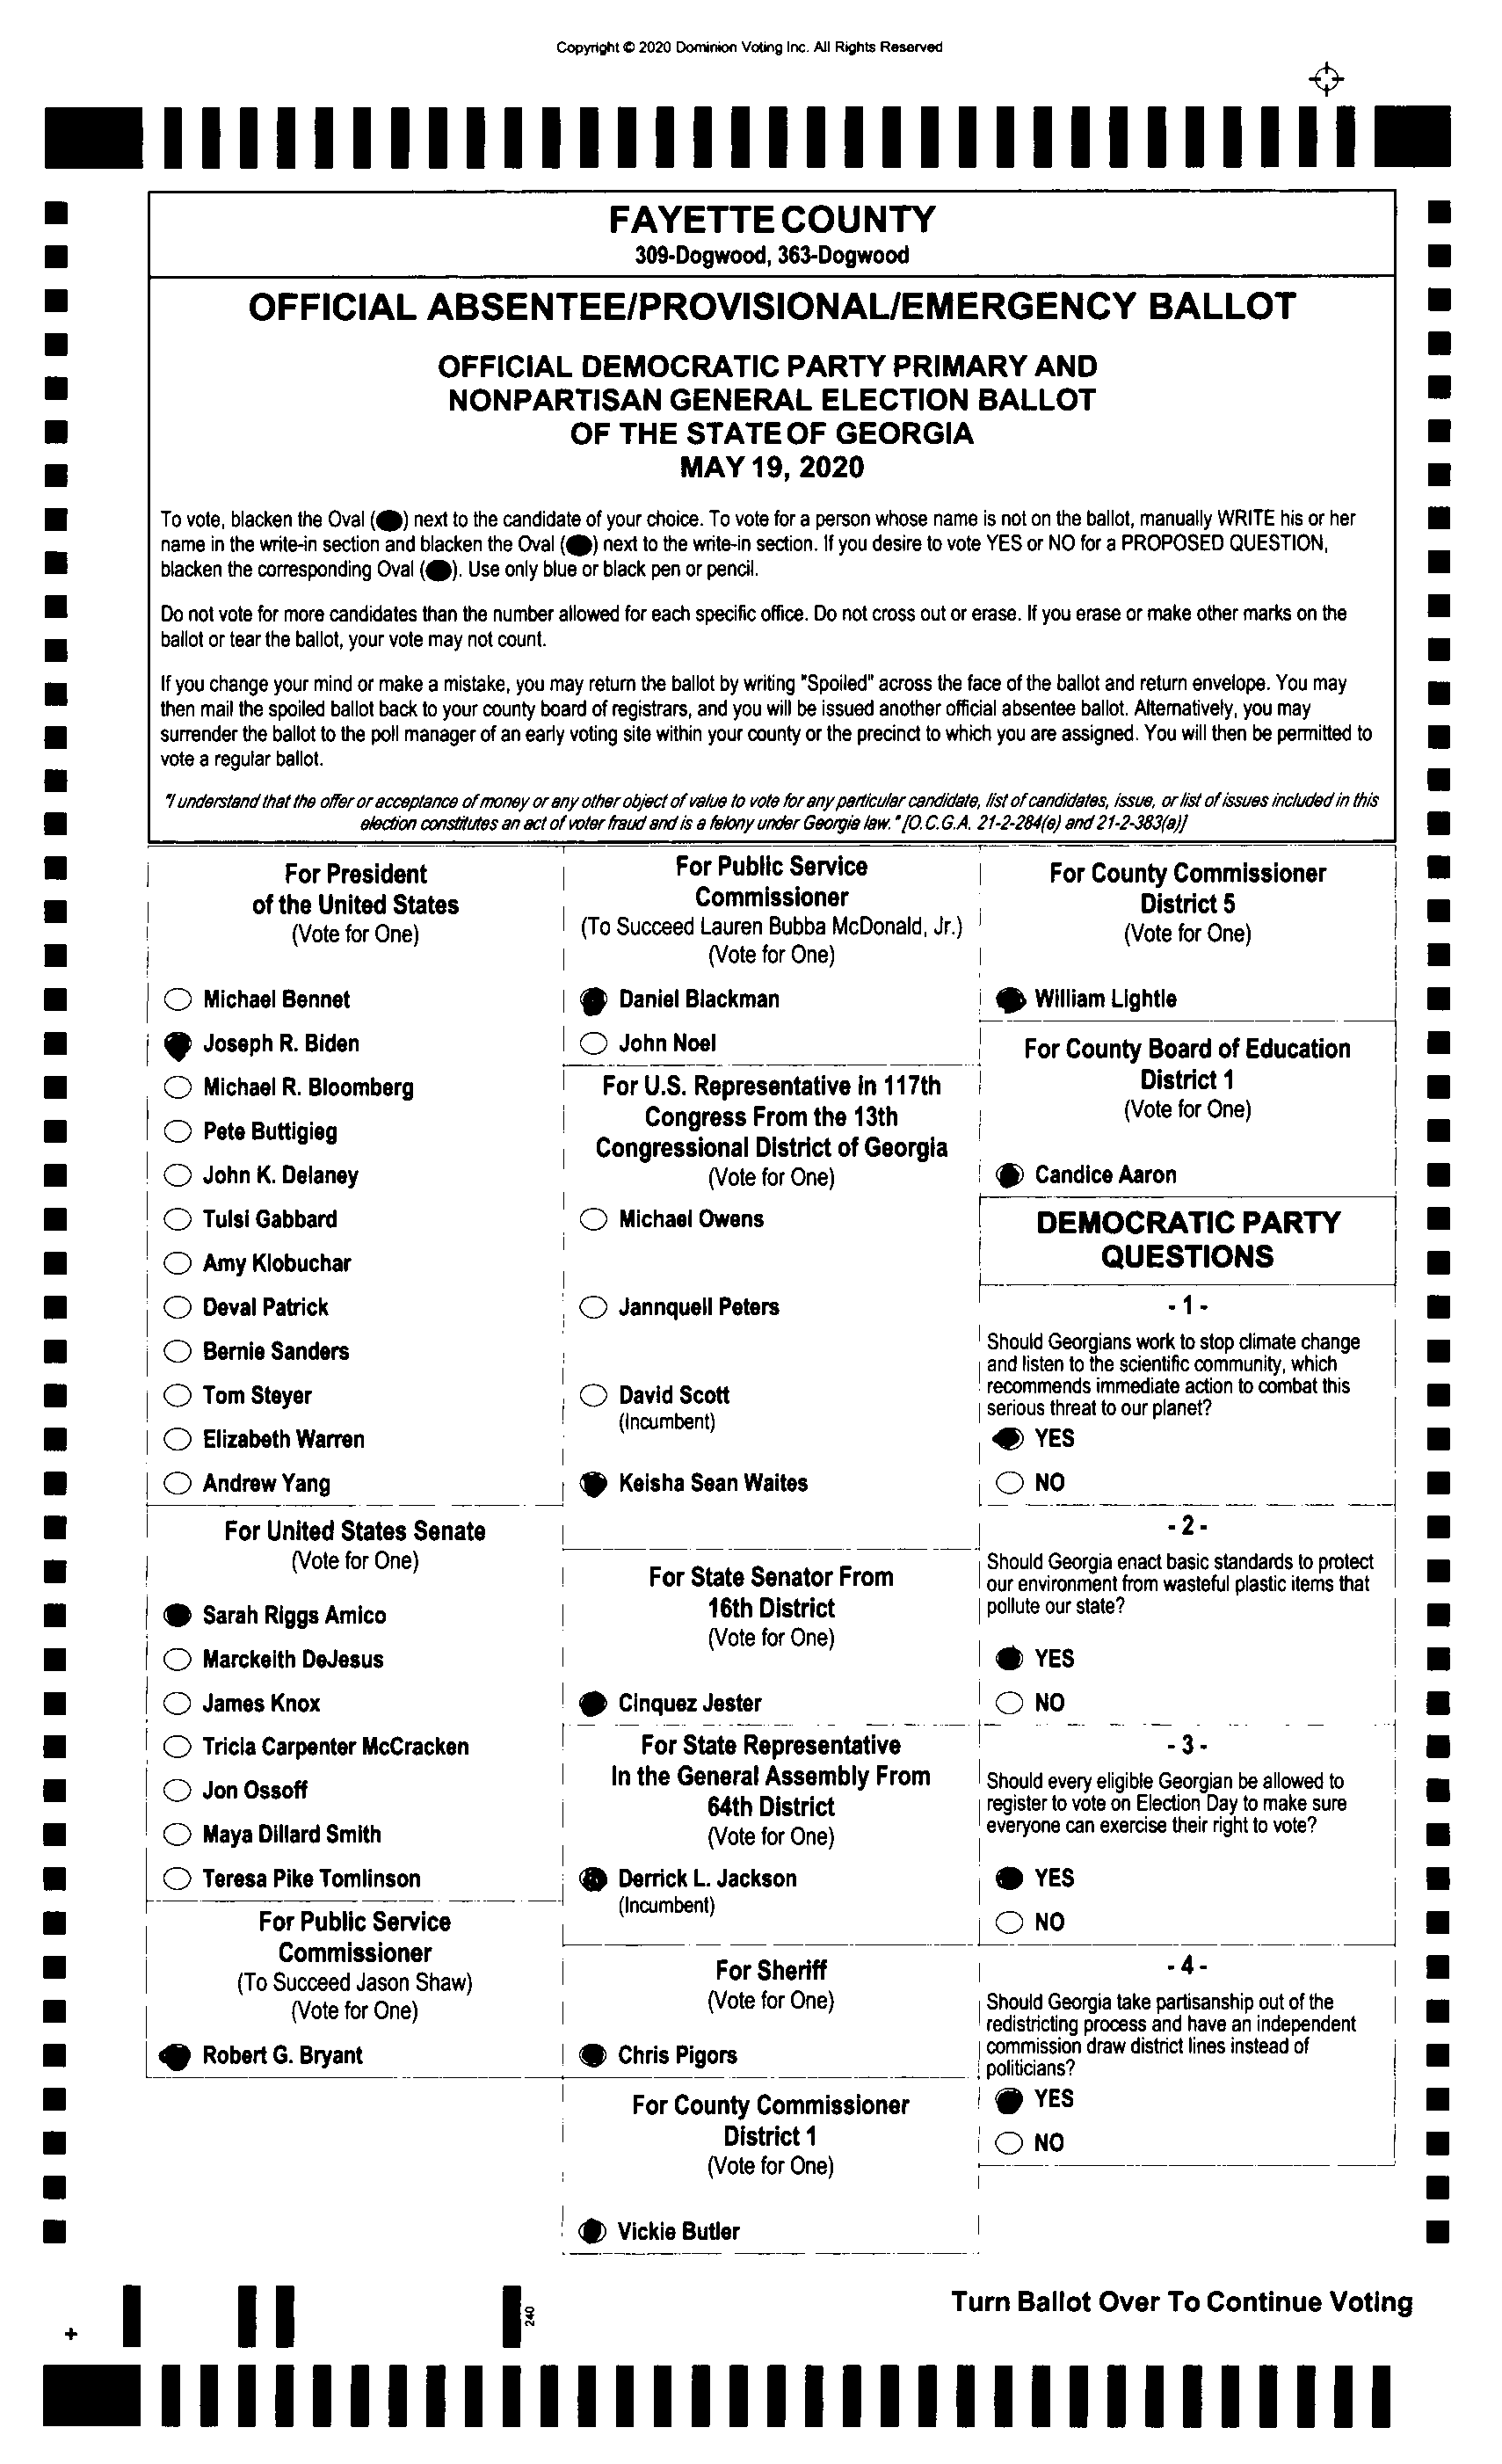 Copyright © 2020 Dominion Voting Inc. All Rights Reserved
FAYETTE COUNTY
309-Dogwood, 363-Dogwood
OFFICIAL ABSENTEE/PROVISIONAL/EMERGENCY BALLOT
OFFICIAL DEMOCRATIC PARTY PRIMARY AND
NONPARTISAN GENERAL ELECTION BALLOT
OF THE STATE OF GEORGIA
MAY 19, 2020
To vote, blacken the Oval (●) next to the candidate of your choice. To vote for a person whose name is not on the ballot, manually WRITE his or her
name in the write-in section and blacken the Oval (●) next to the write-in section. If you desire to vote YES or NO for a PROPOSED QUESTION,
blacken the corresponding Oval (●). Use only blue or black pen or pencil.
Do not vote for more candidates than the number allowed for each specific office. Do not cross out or erase. If you erase or make other marks on the
ballot or tear the ballot, your vote may not count.
If you change your mind or make a mistake, you may return the ballot by writing "Spoiled" across the face of the ballot and return envelope. You may
then mail the spoiled ballot back to your county board of registrars, and you will be issued another official absentee ballot. Alternatively, you may
surrender the ballot to the poll manager of an early voting site within your county or the precinct to which you are assigned. You will then be permitted to
vote a regular ballot.
"I understand that the offer or acceptance of money or any other object of value to vote for any particular candidate, list of candidates, issue, or list of issues included in this
election constitutes an act of voter fraud and is a felony under Georgia law." [O.C.G.A. 21-2-284(e) and 21-2-383(a)]
For President
of the United States
(Vote for One)
Michael Bennet
Joseph R. Biden
Michael R. Bloomberg
Pete Buttigieg
John K. Delaney
Tulsi Gabbard
Amy Klobuchar
Deval Patrick
Bernie Sanders
Tom Steyer
Elizabeth Warren
Andrew Yang
For United States Senate
(Vote for One)
Sarah Riggs Amico
Marckeith DeJesus
James Knox
Tricia Carpenter McCracken
Jon Ossoff
Maya Dillard Smith
Teresa Pike Tomlinson
For Public Service
Commissioner
(To Succeed Jason Shaw)
(Vote for One)
Robert G. Bryant
For Public Service
Commissioner
(To Succeed Lauren Bubba McDonald, Jr.)
(Vote for One)
Daniel Blackman
John Noel
For U.S. Representative in 117th
Congress From the 13th
Congressional District of Georgia
(Vote for One)
Michael Owens
Jannquell Peters
David Scott
(Incumbent)
Keisha Sean Waites
For State Senator From
16th District
(Vote for One)
Cinquez Jester
For State Representative
In the General Assembly From
64th District
(Vote for One)
Derrick L. Jackson
(Incumbent)
For Sheriff
(Vote for One)
Chris Pigors
For County Commissioner
District 1
(Vote for One)
Vickie Butler
For County Commissioner
District 5
(Vote for One)
William Lightle
For County Board of Education
District 1
(Vote for One)
Candice Aaron
DEMOCRATIC PARTY
QUESTIONS
- 1 -
Should Georgians work to stop climate change
and listen to the scientific community, which
recommends immediate action to combat this
serious threat to our planet?
YES
NO
- 2 -
Should Georgia enact basic standards to protect
our environment from wasteful plastic items that
pollute our state?
YES
NO
- 3 -
Should every eligible Georgian be allowed to
register to vote on Election Day to make sure
everyone can exercise their right to vote?
YES
NO
- 4 -
Should Georgia take partisanship out of the
redistricting process and have an independent
commission draw district lines instead of
politicians?
YES
NO
Turn Ballot Over To Continue Voting
240
+